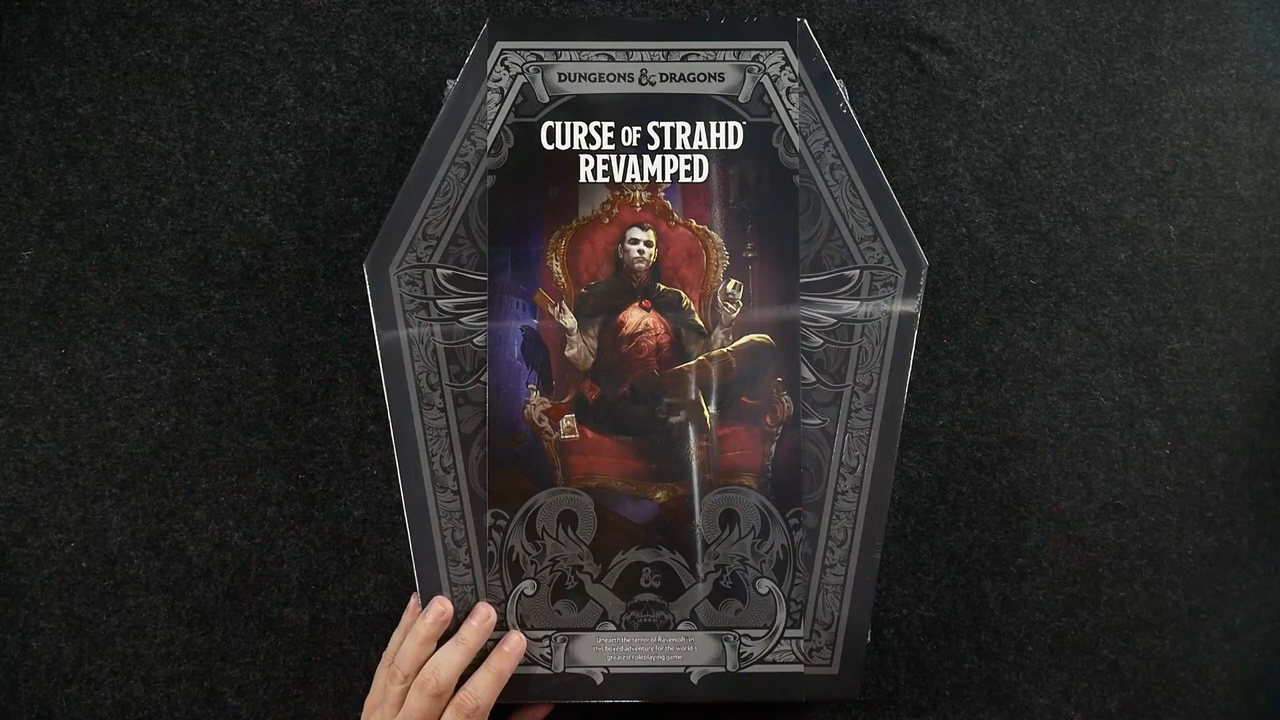 DUNGEONS & DRAGONS
CURSE OF STRAHD™
REVAMPED
&
Unearth the terror of Ravenloft in
this boxed adventure for the world's
greatest roleplaying game